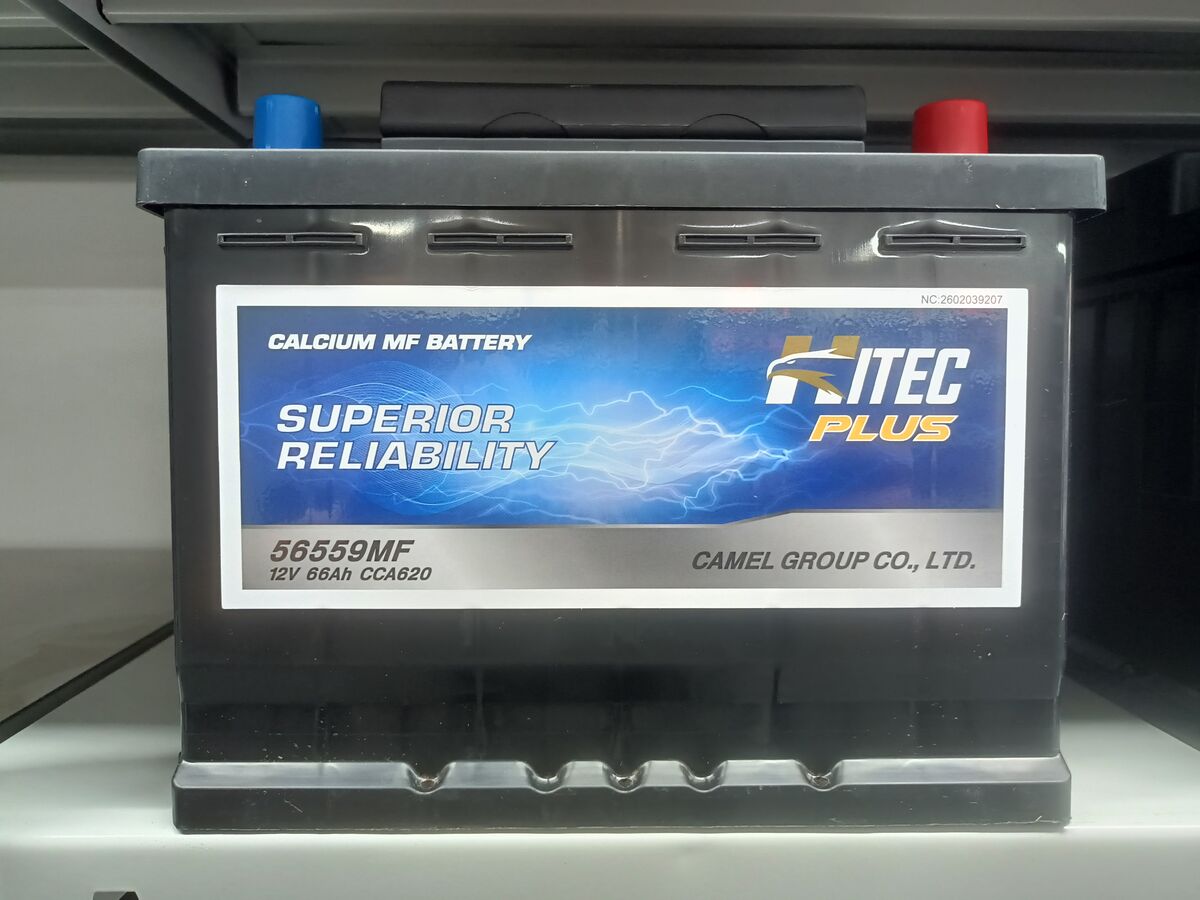 NC:2602039207
CALCIUM MF BATTERY
HITEC
PLUS
SUPERIOR
RELIABILITY
56559MF
12V 66Ah CCA620
CAMEL GROUP CO., LTD.